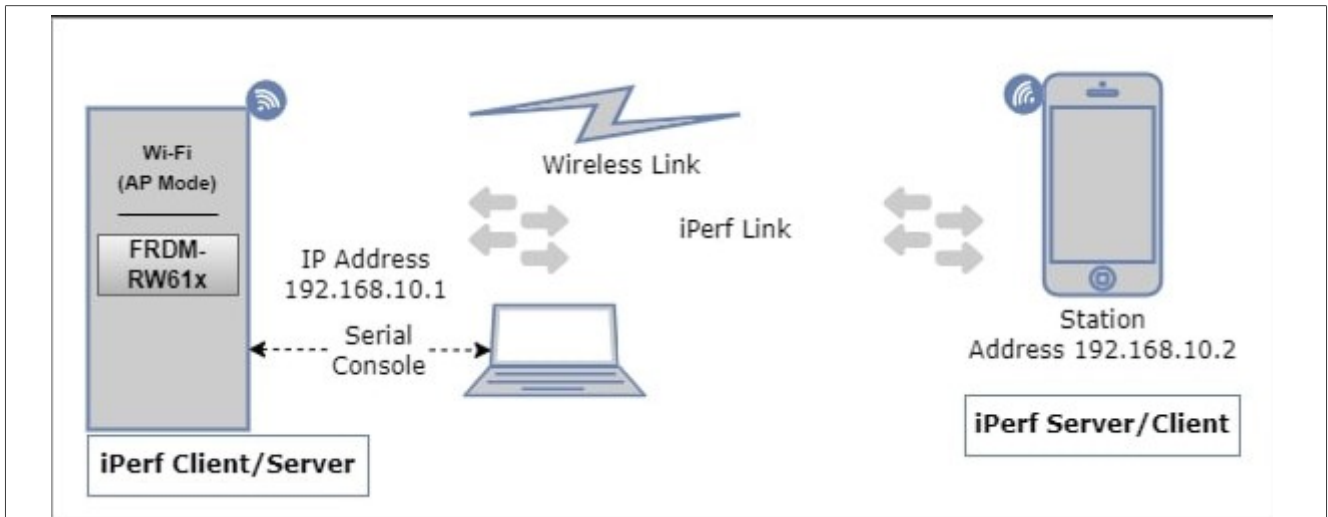 Wi-Fi
(AP Mode)
FRDM-
RW61x
IP Address
192.168.10.1
Serial
Console
Wireless Link
iPerf Link
Station
Address 192.168.10.2
iPerf Client/Server
iPerf Server/Client